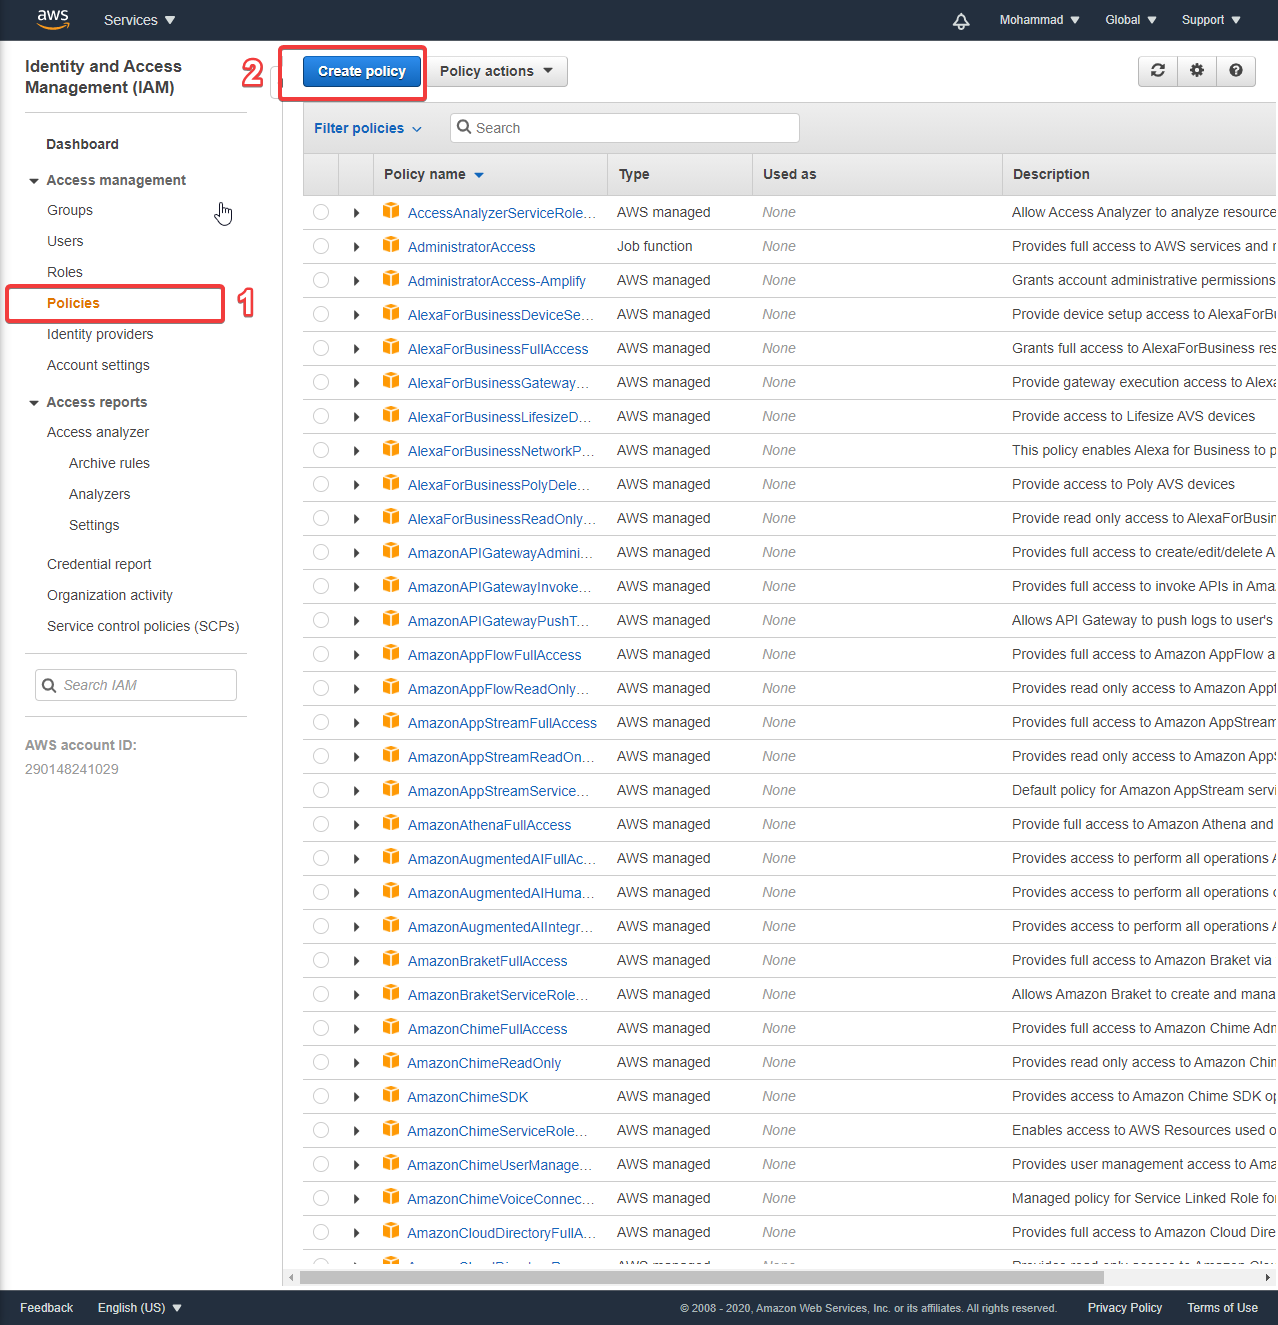 aws Services Mohammad Global Support
Identity and Access
Management (IAM)
Dashboard
Access management
Groups
Users
Roles
Policies
1
Identity providers
Account settings
Access reports
Access analyzer
Archive rules
Analyzers
Settings
Credential report
Organization activity
Service control policies (SCPs)
Search IAM
AWS account ID:
290148241029
2 Create policy Policy actions
Filter policies Search
Policy name Type Used as Description
AccessAnalyzerServiceRole... AWS managed None Allow Access Analyzer to analyze resource
AdministratorAccess Job function None Provides full access to AWS services and r
AdministratorAccess-Amplify AWS managed None Grants account administrative permissions
AlexaForBusinessDeviceSe... AWS managed None Provide device setup access to AlexaForBu
AlexaForBusinessFullAccess AWS managed None Grants full access to AlexaForBusiness res
AlexaForBusinessGateway... AWS managed None Provide gateway execution access to Alexa
AlexaForBusinessLifesizeD... AWS managed None Provide access to Lifesize AVS devices
AlexaForBusinessNetworkP... AWS managed None This policy enables Alexa for Business to p
AlexaForBusinessPolyDele... AWS managed None Provide access to Poly AVS devices
AlexaForBusinessReadOnly... AWS managed None Provide read only access to AlexaForBusin
AmazonAPIGatewayAdmini... AWS managed None Provides full access to create/edit/delete A
AmazonAPIGatewayInvoke... AWS managed None Provides full access to invoke APIs in Amaz
AmazonAPIGatewayPushT... AWS managed None Allows API Gateway to push logs to user's
AmazonAppFlowFullAccess AWS managed None Provides full access to Amazon AppFlow a
AmazonAppFlowReadOnly... AWS managed None Provides read only access to Amazon Appf
AmazonAppStreamFullAccess AWS managed None Provides full access to Amazon AppStream
AmazonAppStreamReadOn... AWS managed None Provides read only access to Amazon AppS
AmazonAppStreamService... AWS managed None Default policy for Amazon AppStream servi
AmazonAthenaFullAccess AWS managed None Provide full access to Amazon Athena and
AmazonAugmentedAIFullAc... AWS managed None Provides access to perform all operations A
AmazonAugmentedAIHuma... AWS managed None Provides access to perform all operations o
AmazonAugmentedAIIntegr... AWS managed None Provides access to perform all operations A
AmazonBraketFullAccess AWS managed None Provides full access to Amazon Braket via
AmazonBraketServiceRole... AWS managed None Allows Amazon Braket to create and mana
AmazonChimeFullAccess AWS managed None Provides full access to Amazon Chime Adm
AmazonChimeReadOnly AWS managed None Provides read only access to Amazon Chim
AmazonChimeSDK AWS managed None Provides access to Amazon Chime SDK op
AmazonChimeServiceRole... AWS managed None Enables access to AWS Resources used o
AmazonChimeUserManage... AWS managed None Provides user management access to Ama
AmazonChimeVoiceConnec... AWS managed None Managed policy for Service Linked Role for
AmazonCloudDirectoryFullA... AWS managed None Provides full access to Amazon Cloud Dire
Feedback English (US) © 2008 - 2020, Amazon Web Services, Inc. or its affiliates. All rights reserved. Privacy Policy Terms of Use